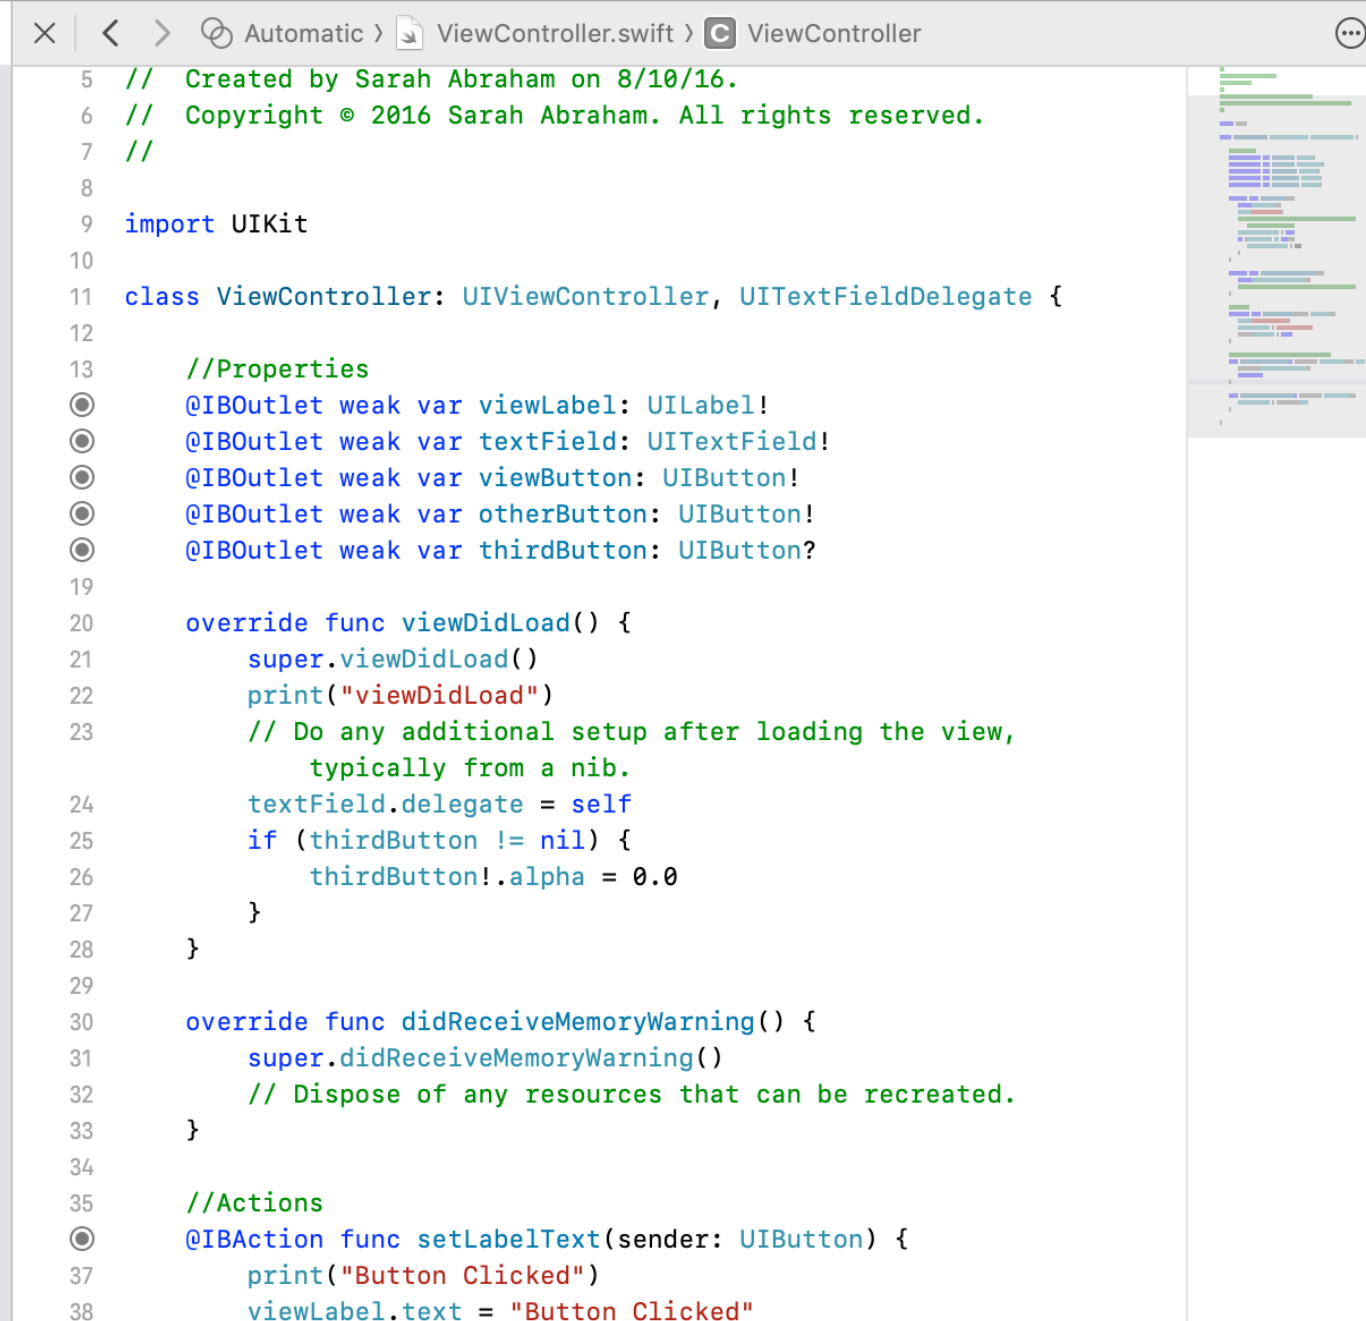 Automatic 〉 ViewController.swift 〉 C ViewController
5 //  Created by Sarah Abraham on 8/10/16.
6 //  Copyright © 2016 Sarah Abraham. All rights reserved.
7 //
8
9 import UIKit
10
11 class ViewController: UIViewController, UITextFieldDelegate {
12
13     //Properties
    @IBOutlet weak var viewLabel: UILabel!
    @IBOutlet weak var textField: UITextField!
    @IBOutlet weak var viewButton: UIButton!
    @IBOutlet weak var otherButton: UIButton!
    @IBOutlet weak var thirdButton: UIButton?
19
20     override func viewDidLoad() {
21         super.viewDidLoad()
22         print("viewDidLoad")
23         // Do any additional setup after loading the view,
            typically from a nib.
24         textField.delegate = self
25         if (thirdButton != nil) {
26             thirdButton!.alpha = 0.0
27         }
28     }
29
30     override func didReceiveMemoryWarning() {
31         super.didReceiveMemoryWarning()
32         // Dispose of any resources that can be recreated.
33     }
34
35     //Actions
    @IBAction func setLabelText(sender: UIButton) {
37         print("Button Clicked")
38         viewLabel.text = "Button Clicked"